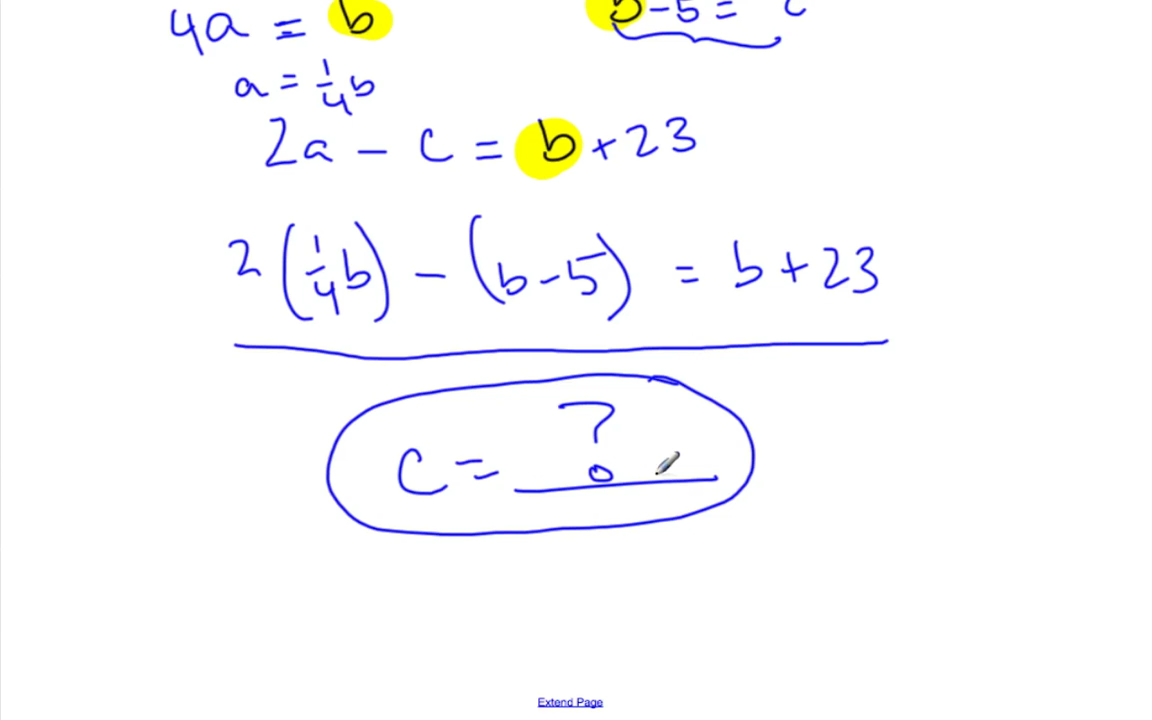 4a = b
b - 5 = c
a = 1/4 b
2a - c = b + 23
2(1/4 b) - (b - 5) = b + 23
c = ?
Extend Page